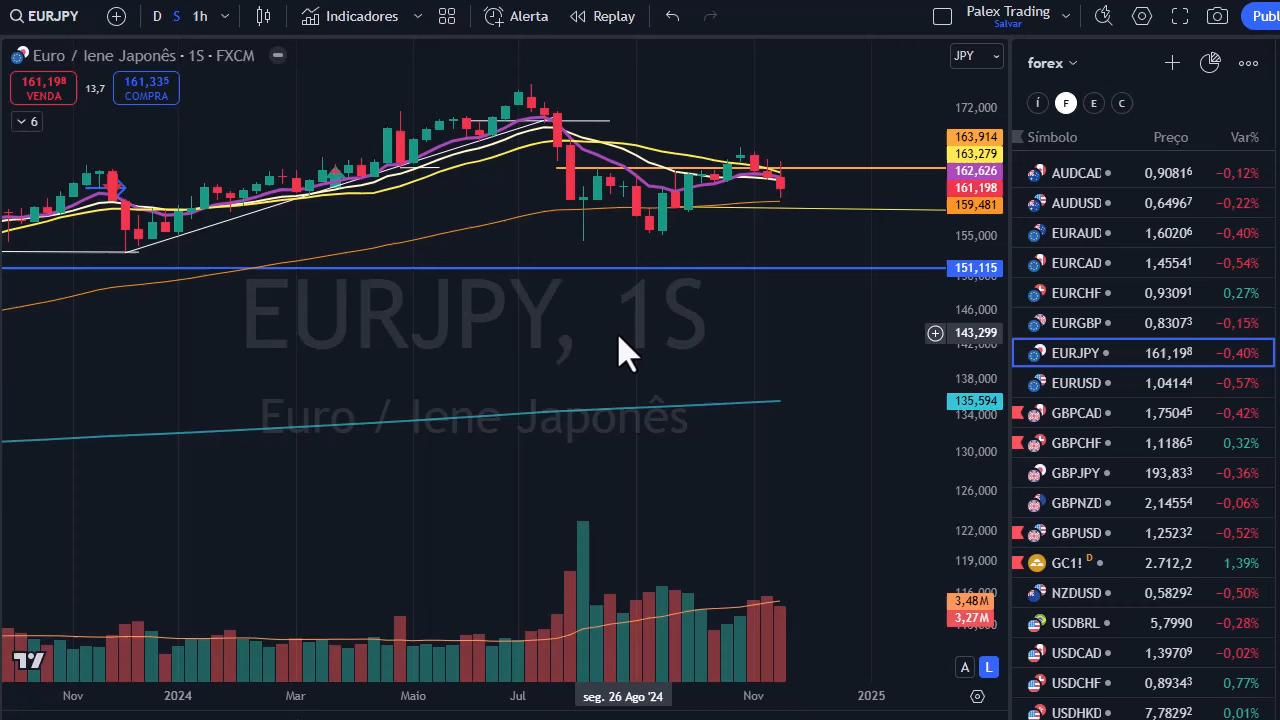 EURJPY
D S 1h
Indicadores
Alerta
Replay
Palex Trading
Salvar
Publ
Euro / Iene Japonês · 1S · FXCM
161,198
VENDA
13,7
161,335
COMPRA
6
JPY
172,000
163,914
163,279
162,626
161,198
159,481
155,000
151,115
146,000
143,299
138,000
135,594
134,000
130,000
126,000
122,000
119,000
116,000
3,48M
3,27M
EURJPY, 1S
Euro / Iene Japonês
A L
Nov 2024 Mar Maio Jul seg. 26 Ago '24 Nov 2025
forex
Í F E C
Símbolo Preço Var%
AUDCAD 0,90816 −0,12%
AUDUSD 0,64967 −0,22%
EURAUD 1,60206 −0,40%
EURCAD 1,45541 −0,54%
EURCHF 0,93091 0,27%
EURGBP 0,83073 −0,15%
EURJPY 161,198 −0,40%
EURUSD 1,04144 −0,57%
GBPCAD 1,75045 −0,42%
GBPCHF 1,11865 0,32%
GBPJPY 193,833 −0,36%
GBPNZD 2,14554 −0,06%
GBPUSD 1,25232 −0,52%
GC1! D 2.712,2 1,39%
NZDUSD 0,58292 −0,50%
USDBRL 5,7990 −0,28%
USDCAD 1,39709 −0,02%
USDCHF 0,89343 0,77%
USDHKD 7,78292 0,01%